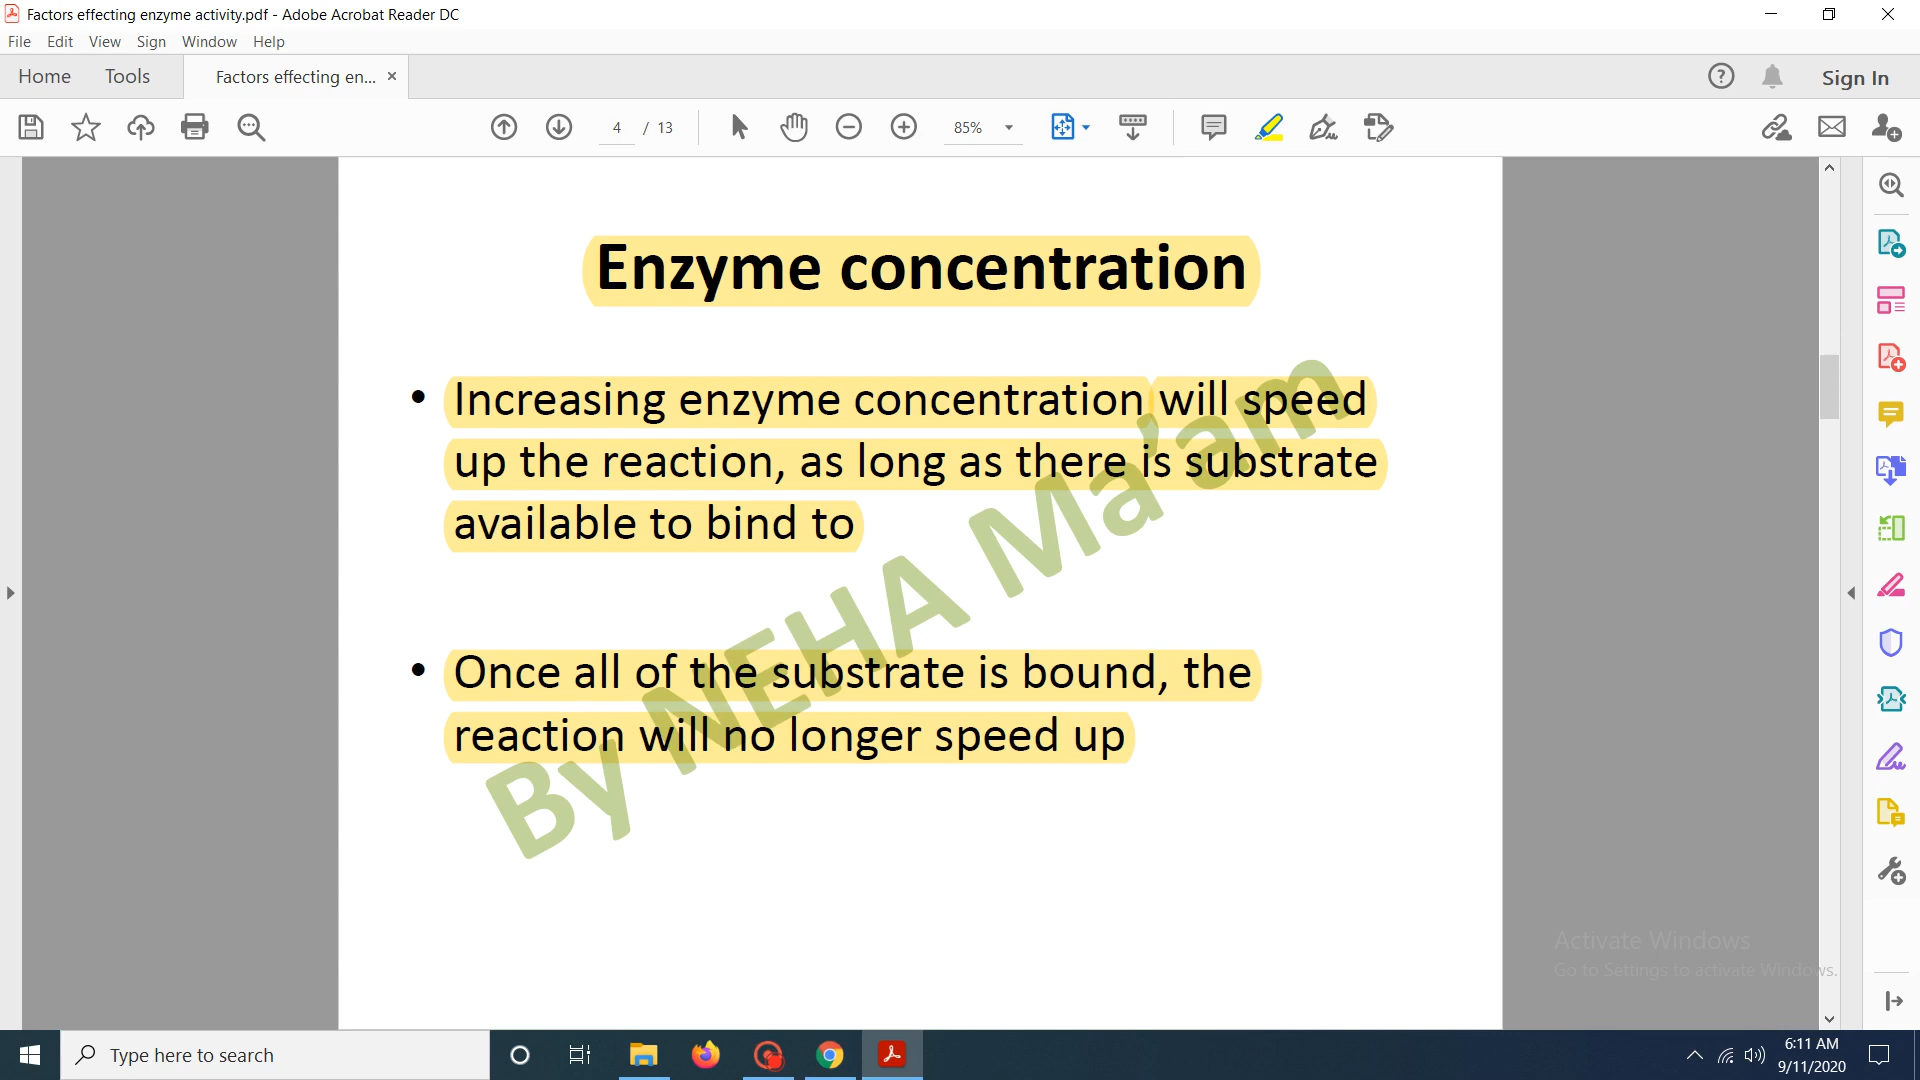 Factors effecting enzyme activity.pdf - Adobe Acrobat Reader DC
File Edit View Sign Window Help
Home Tools Factors effecting en... × Sign In
4 / 13 85%
Enzyme concentration
• Increasing enzyme concentration will speed
up the reaction, as long as there is substrate
available to bind to
• Once all of the substrate is bound, the
reaction will no longer speed up
By NEHA Ma'am
Activate Windows
Go to Settings to activate Windows.
Type here to search
6:11 AM
9/11/2020